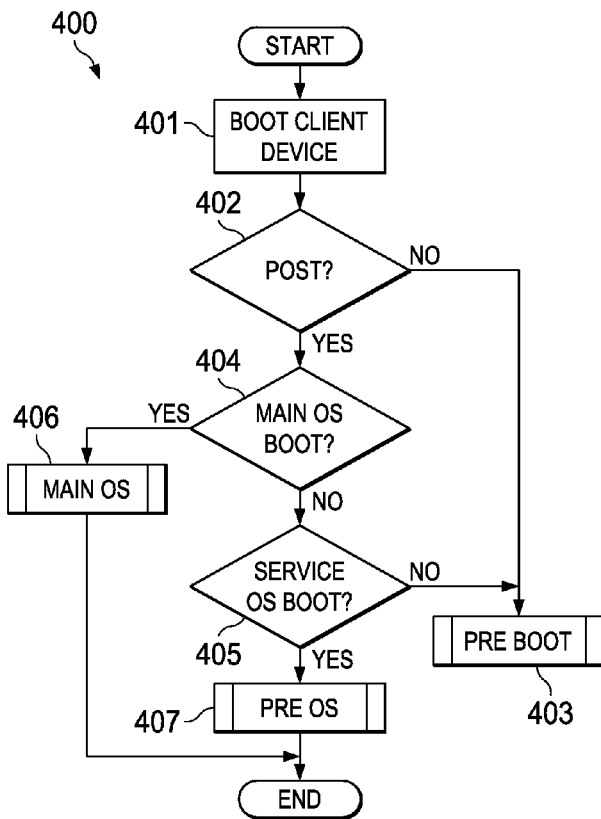 400
START
401
BOOT CLIENT
DEVICE
402
POST?
NO
YES
404
MAIN OS
BOOT?
YES
406
MAIN OS
NO
SERVICE
OS BOOT?
NO
405
YES
PRE BOOT
403
407
PRE OS
END